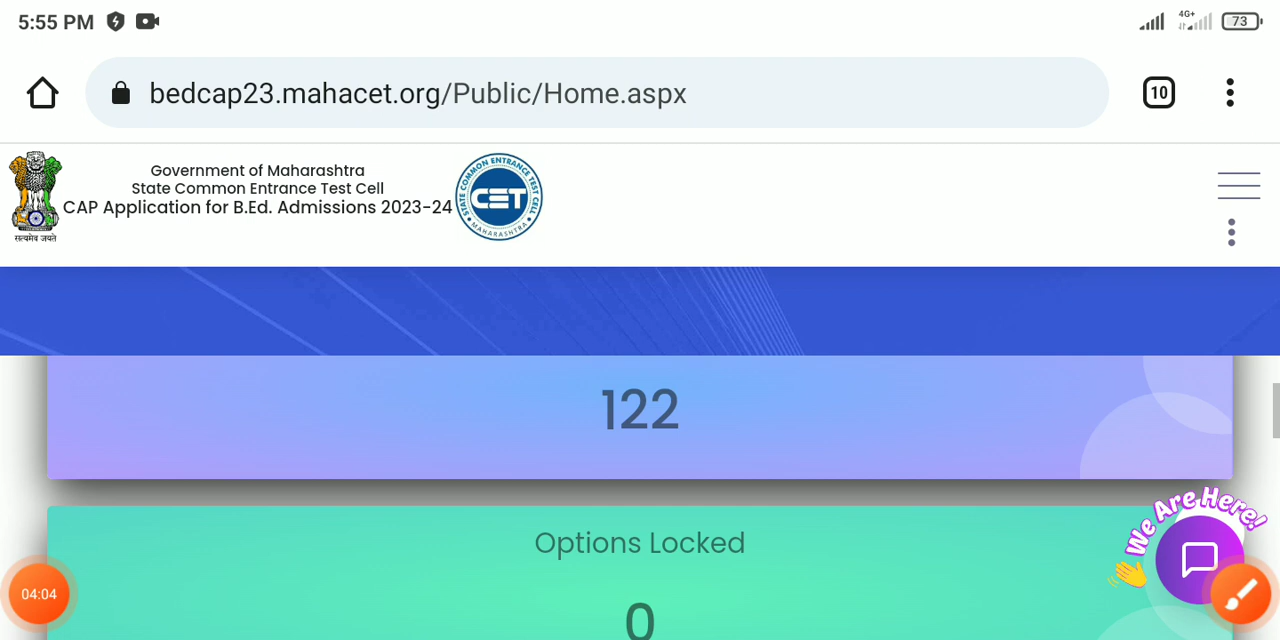 5:55 PM
4G+
73
bedcap23.mahacet.org/Public/Home.aspx
10
Government of Maharashtra
State Common Entrance Test Cell
CAP Application for B.Ed. Admissions 2023-24
सत्यमेव जयते
STATE COMMON ENTRANCE TEST CELL
CET
MAHARASHTRA
122
We Are Here!
Options Locked
04:04
0